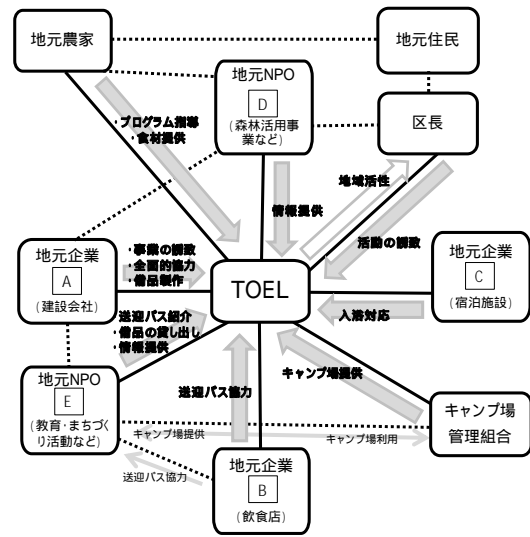 地元農家
地元住民
地元NPO
D
(森林活用事
業など)
区長
・プログラム指導
・食材提供
地域活性
情報提供
活動の誘致
地元企業
A
(建設会社)
・事業の誘致
・全面的協力
・備品製作
TOEL
地元企業
C
(宿泊施設)
入浴対応
送迎バス紹介
・備品の貸し出し
・情報提供
地元NPO
E
(教育・まちづく
り活動など)
送迎バス協力
キャンプ場提供
キャンプ場
管理組合
キャンプ場提供
キャンプ場利用
送迎バス協力
地元企業
B
(飲食店)